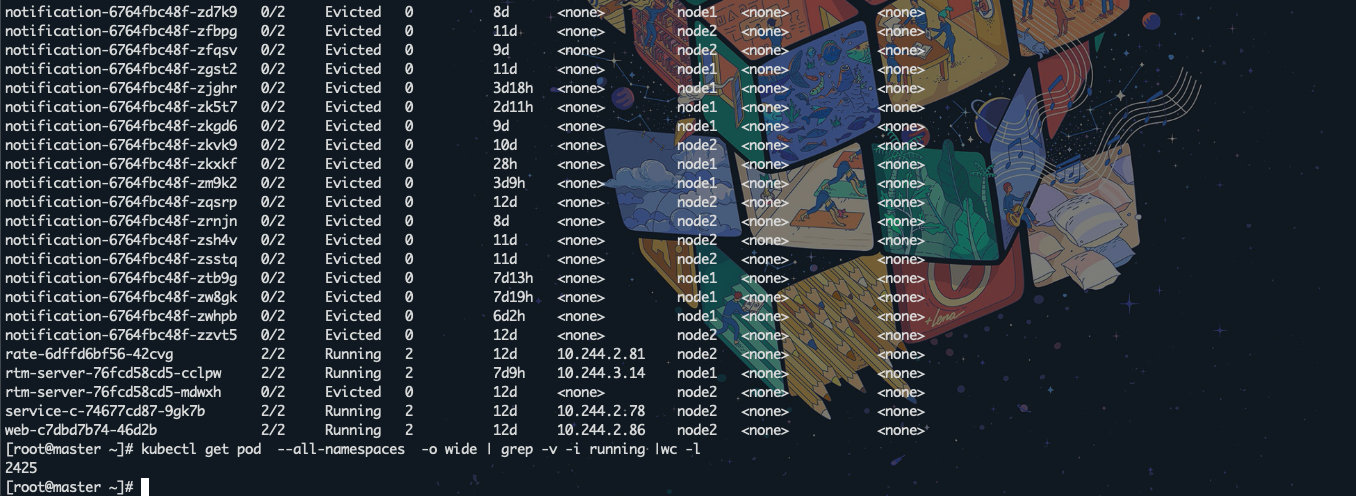 notification-6764fbc48f-zd7k9 0/2 Evicted 0 8d <none> node1 <none> <none>
notification-6764fbc48f-zfbpg 0/2 Evicted 0 11d <none> node2 <none> <none>
notification-6764fbc48f-zfqsv 0/2 Evicted 0 9d <none> node2 <none> <none>
notification-6764fbc48f-zgst2 0/2 Evicted 0 11d <none> node1 <none> <none>
notification-6764fbc48f-zjghr 0/2 Evicted 0 3d18h <none> node1 <none> <none>
notification-6764fbc48f-zk5t7 0/2 Evicted 0 2d11h <none> node1 <none> <none>
notification-6764fbc48f-zkgd6 0/2 Evicted 0 9d <none> node1 <none> <none>
notification-6764fbc48f-zkvk9 0/2 Evicted 0 10d <none> node2 <none> <none>
notification-6764fbc48f-zkxkf 0/2 Evicted 0 28h <none> node1 <none> <none>
notification-6764fbc48f-zm9k2 0/2 Evicted 0 3d9h <none> node1 <none> <none>
notification-6764fbc48f-zqsrp 0/2 Evicted 0 12d <none> node2 <none> <none>
notification-6764fbc48f-zrnjn 0/2 Evicted 0 8d <none> node2 <none> <none>
notification-6764fbc48f-zsh4v 0/2 Evicted 0 11d <none> node2 <none> <none>
notification-6764fbc48f-zsstq 0/2 Evicted 0 11d <none> node2 <none> <none>
notification-6764fbc48f-ztb9g 0/2 Evicted 0 7d13h <none> node1 <none> <none>
notification-6764fbc48f-zw8gk 0/2 Evicted 0 7d19h <none> node1 <none> <none>
notification-6764fbc48f-zwhpb 0/2 Evicted 0 6d2h <none> node1 <none> <none>
notification-6764fbc48f-zzvt5 0/2 Evicted 0 12d <none> node2 <none> <none>
rate-6dffd6bf56-42cvg 2/2 Running 2 12d 10.244.2.81 node2 <none> <none>
rtm-server-76fcd58cd5-cclpw 2/2 Running 2 7d9h 10.244.3.14 node1 <none> <none>
rtm-server-76fcd58cd5-mdwxh 0/2 Evicted 0 12d <none> node2 <none> <none>
service-c-74677cd87-9gk7b 2/2 Running 2 12d 10.244.2.78 node2 <none> <none>
web-c7dbd7b74-46d2b 2/2 Running 2 12d 10.244.2.86 node2 <none> <none>
[root@master ~]# kubectl get pod --all-namespaces -o wide | grep -v -i running |wc -l
2425
[root@master ~]#
+Lena